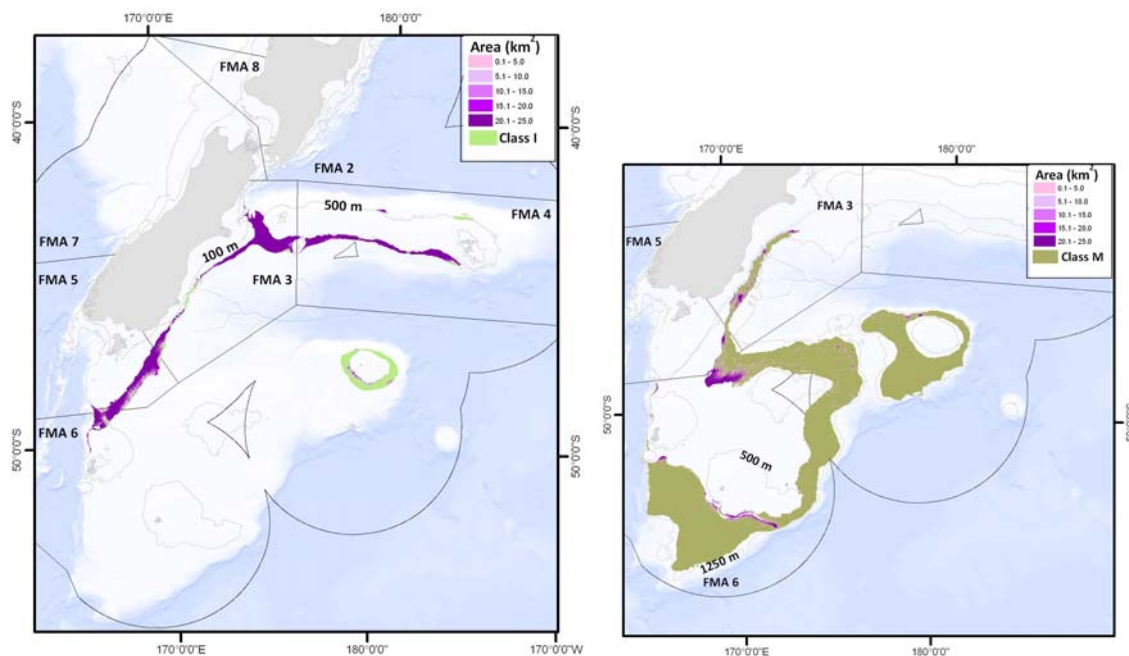 170°0'0"E
180°0'0"
Area (km²)
0.1 - 5.0
5.1 - 10.0
10.1 - 15.0
15.1 - 20.0
20.1 - 25.0
Class I
FMA 8
40°0'0"S
40°0'0"S
FMA 2
500 m
FMA 4
FMA 7
100 m
FMA 5
FMA 3
FMA 6
50°0'0"S
50°0'0"S
170°0'0"E
180°0'0"
170°0'0"W
170°0'0"E
180°0'0"
Area (km²)
0.1 - 5.0
5.1 - 10.0
10.1 - 15.0
15.1 - 20.0
20.1 - 25.0
Class M
FMA 3
FMA 5
50°0'0"S
500 m
1250 m
FMA 6
170°0'0"E
180°0'0"